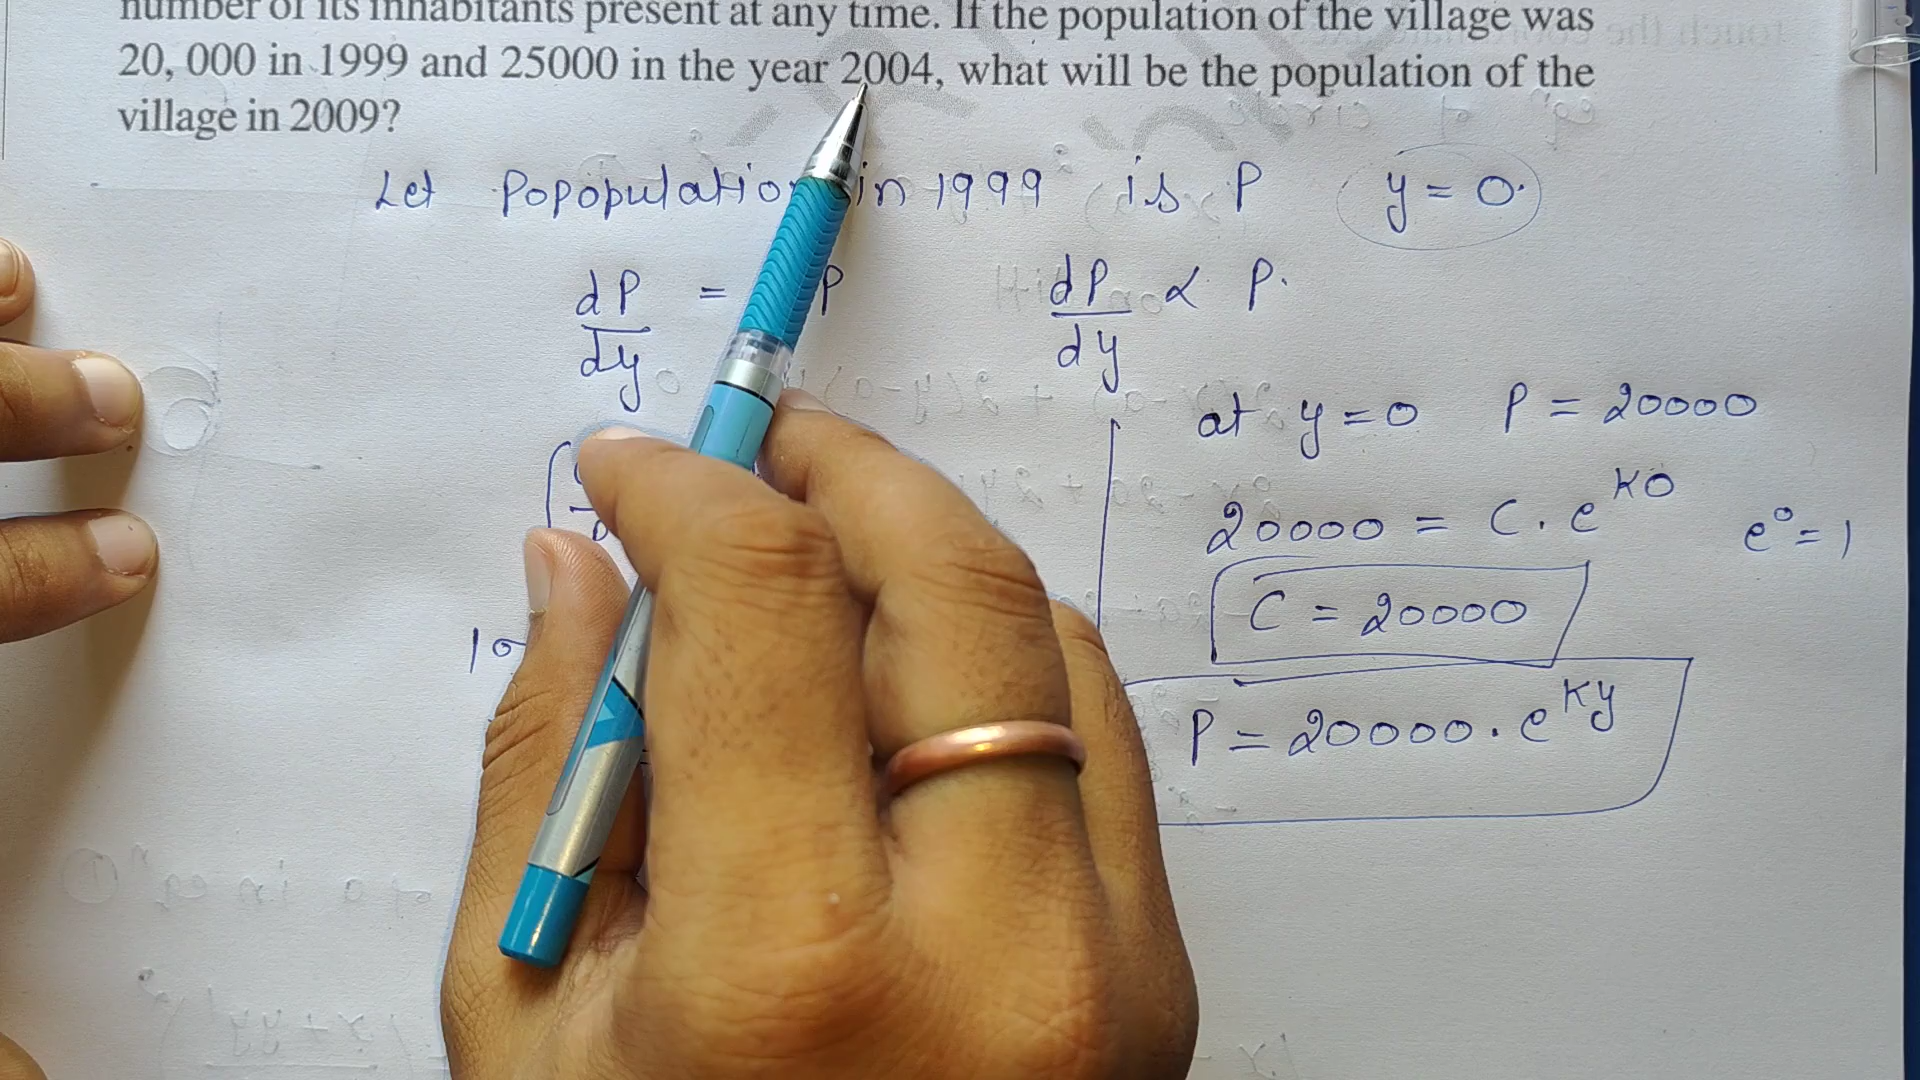 number of its inhabitants present at any time. If the population of the village was
20, 000 in 1999 and 25000 in the year 2004, what will be the population of the
village in 2009?
Let Popopulation in 1999 is P y = 0.
dP/dy = P dP/dy ∝ P.
at y = 0 P = 20000
20000 = C . e^K0 e^0 = 1
C = 20000
P = 20000 . e^Ky